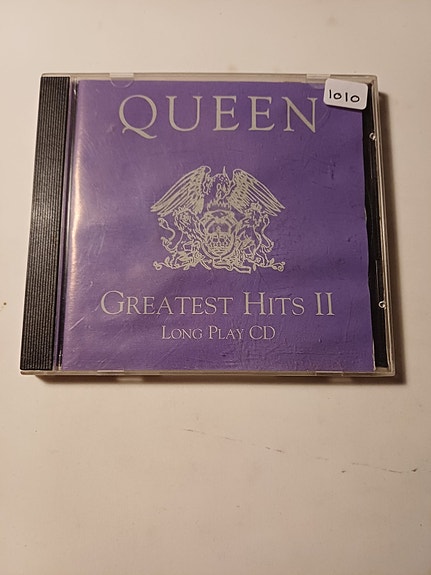 QUEEN
1010
GREATEST HITS II
LONG PLAY CD